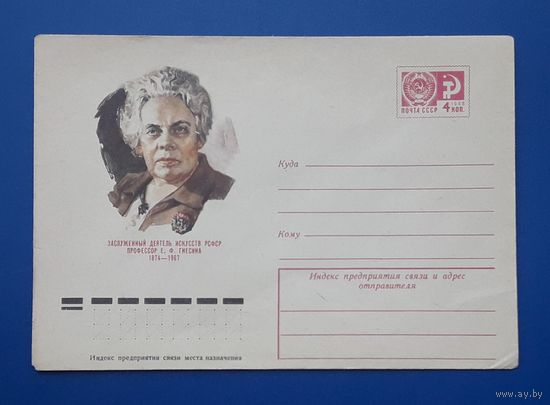 ПОЧТА СССР
1966
4 КОП.
Куда
Кому
ЗАСЛУЖЕННЫЙ ДЕЯТЕЛЬ ИСКУССТВ РСФСР
ПРОФЕССОР Е. Ф. ГНЕСИНА
1874—1967
Индекс предприятия связи и адрес
отправителя
Индекс предприятия связи места назначения
www.ay.by